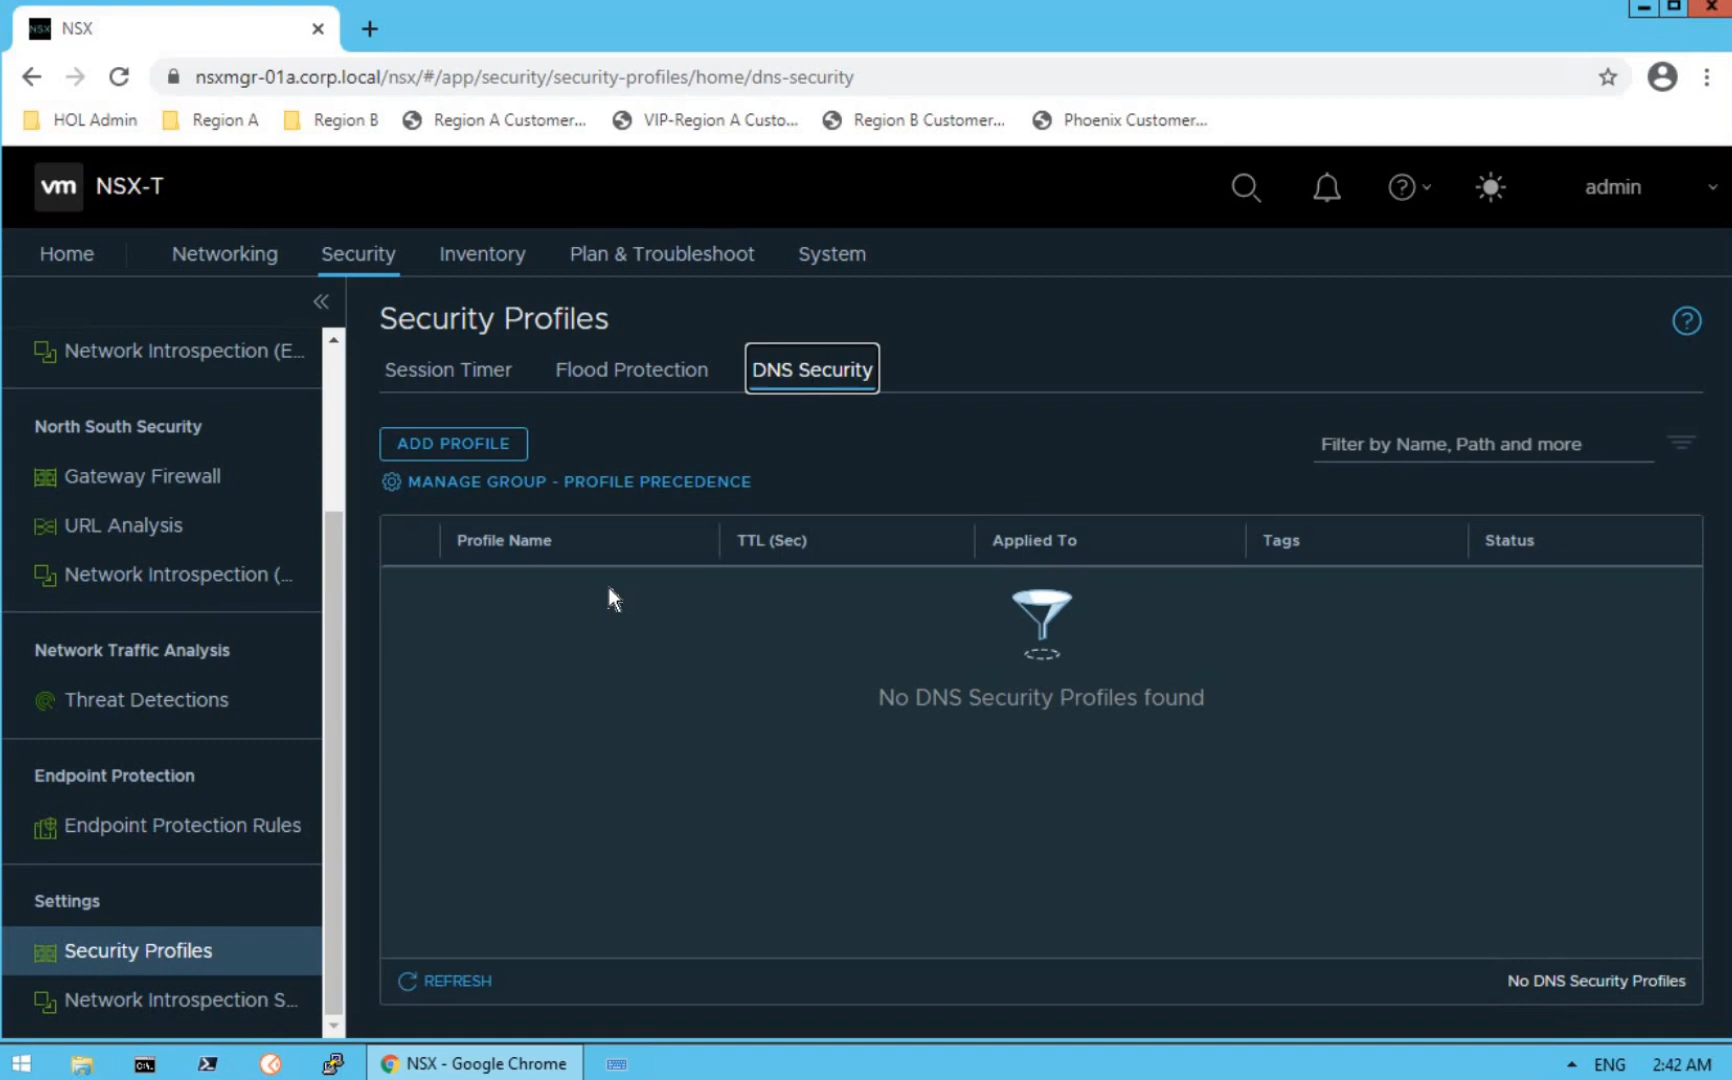 NSX
nsxmgr-01a.corp.local/nsx/#/app/security/security-profiles/home/dns-security
HOL Admin Region A Region B Region A Customer... VIP-Region A Custo... Region B Customer... Phoenix Customer...
vm NSX-T admin
Home Networking Security Inventory Plan & Troubleshoot System
Network Introspection (E...
North South Security
Gateway Firewall
URL Analysis
Network Introspection (...
Network Traffic Analysis
Threat Detections
Endpoint Protection
Endpoint Protection Rules
Settings
Security Profiles
Network Introspection S...
Security Profiles
Session Timer Flood Protection DNS Security
ADD PROFILE Filter by Name, Path and more
MANAGE GROUP - PROFILE PRECEDENCE
Profile Name TTL (Sec) Applied To Tags Status
No DNS Security Profiles found
REFRESH No DNS Security Profiles
NSX - Google Chrome ENG 2:42 AM